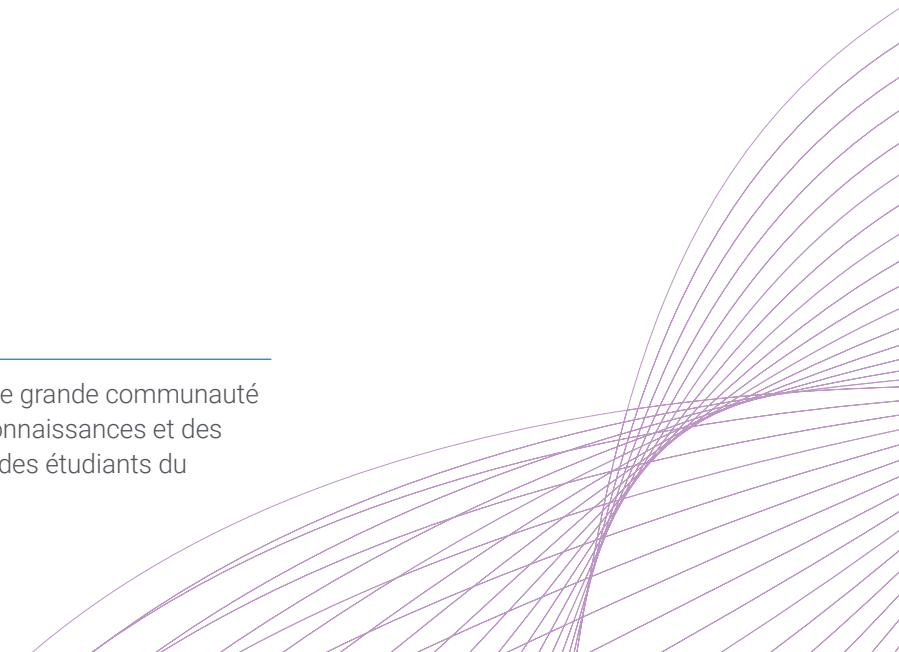 e grande communauté
onnaissances et des
des étudiants du